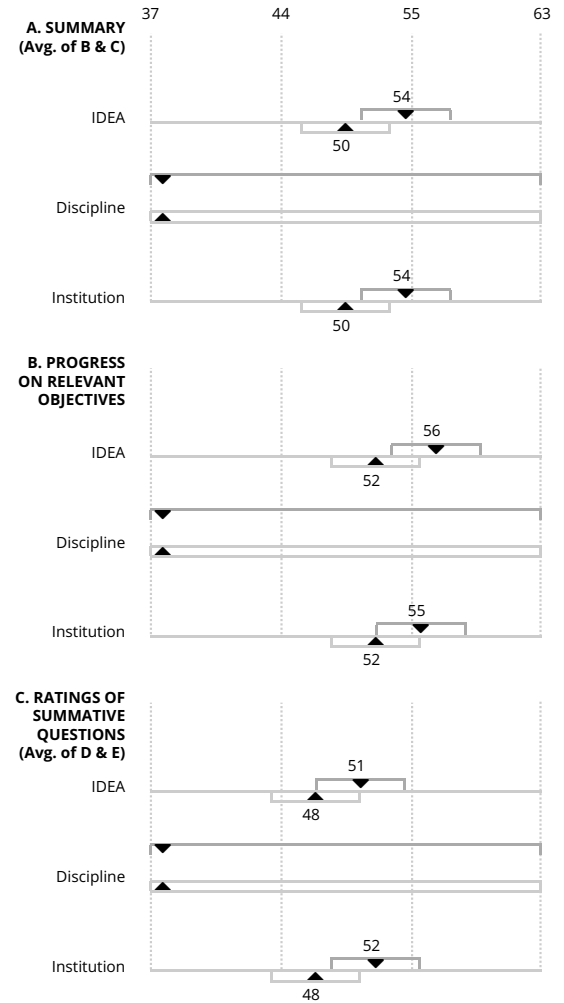 37 44 55 63
A. SUMMARY
(Avg. of B & C)
54
IDEA
50
Discipline
54
Institution
50
B. PROGRESS
ON RELEVANT
OBJECTIVES
56
IDEA
52
Discipline
55
Institution
52
C. RATINGS OF
SUMMATIVE
QUESTIONS
(Avg. of D & E)
51
IDEA
48
Discipline
52
Institution
48